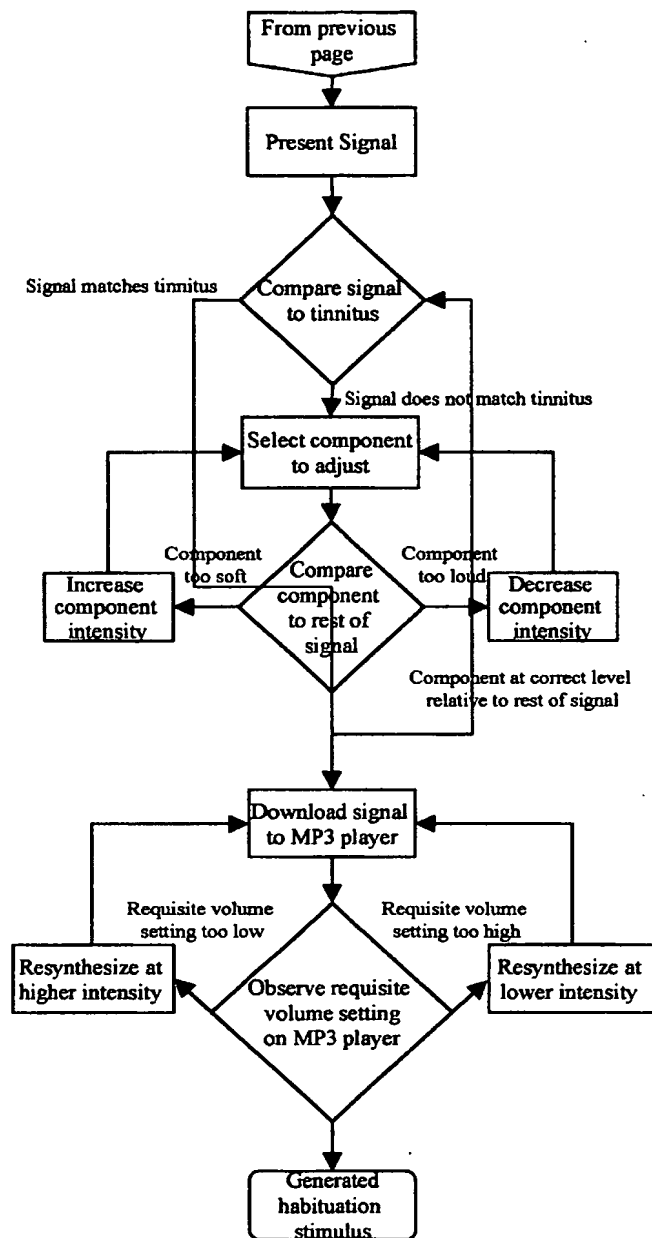 From previous
page
Present Signal
Signal matches tinnitus
Compare signal
to tinnitus
Signal does not match tinnitus
Select component
to adjust
Component
too soft
Component
too loud
Increase
component
intensity
Compare
component
to rest of
signal
Decrease
component
intensity
Component at correct level
relative to rest of signal
Download signal
to MP3 player
Requisite volume
setting too low
Requisite volume
setting too high
Resynthesize at
higher intensity
Observe requisite
volume setting
on MP3 player
Resynthesize at
lower intensity
Generated
habituation
stimulus